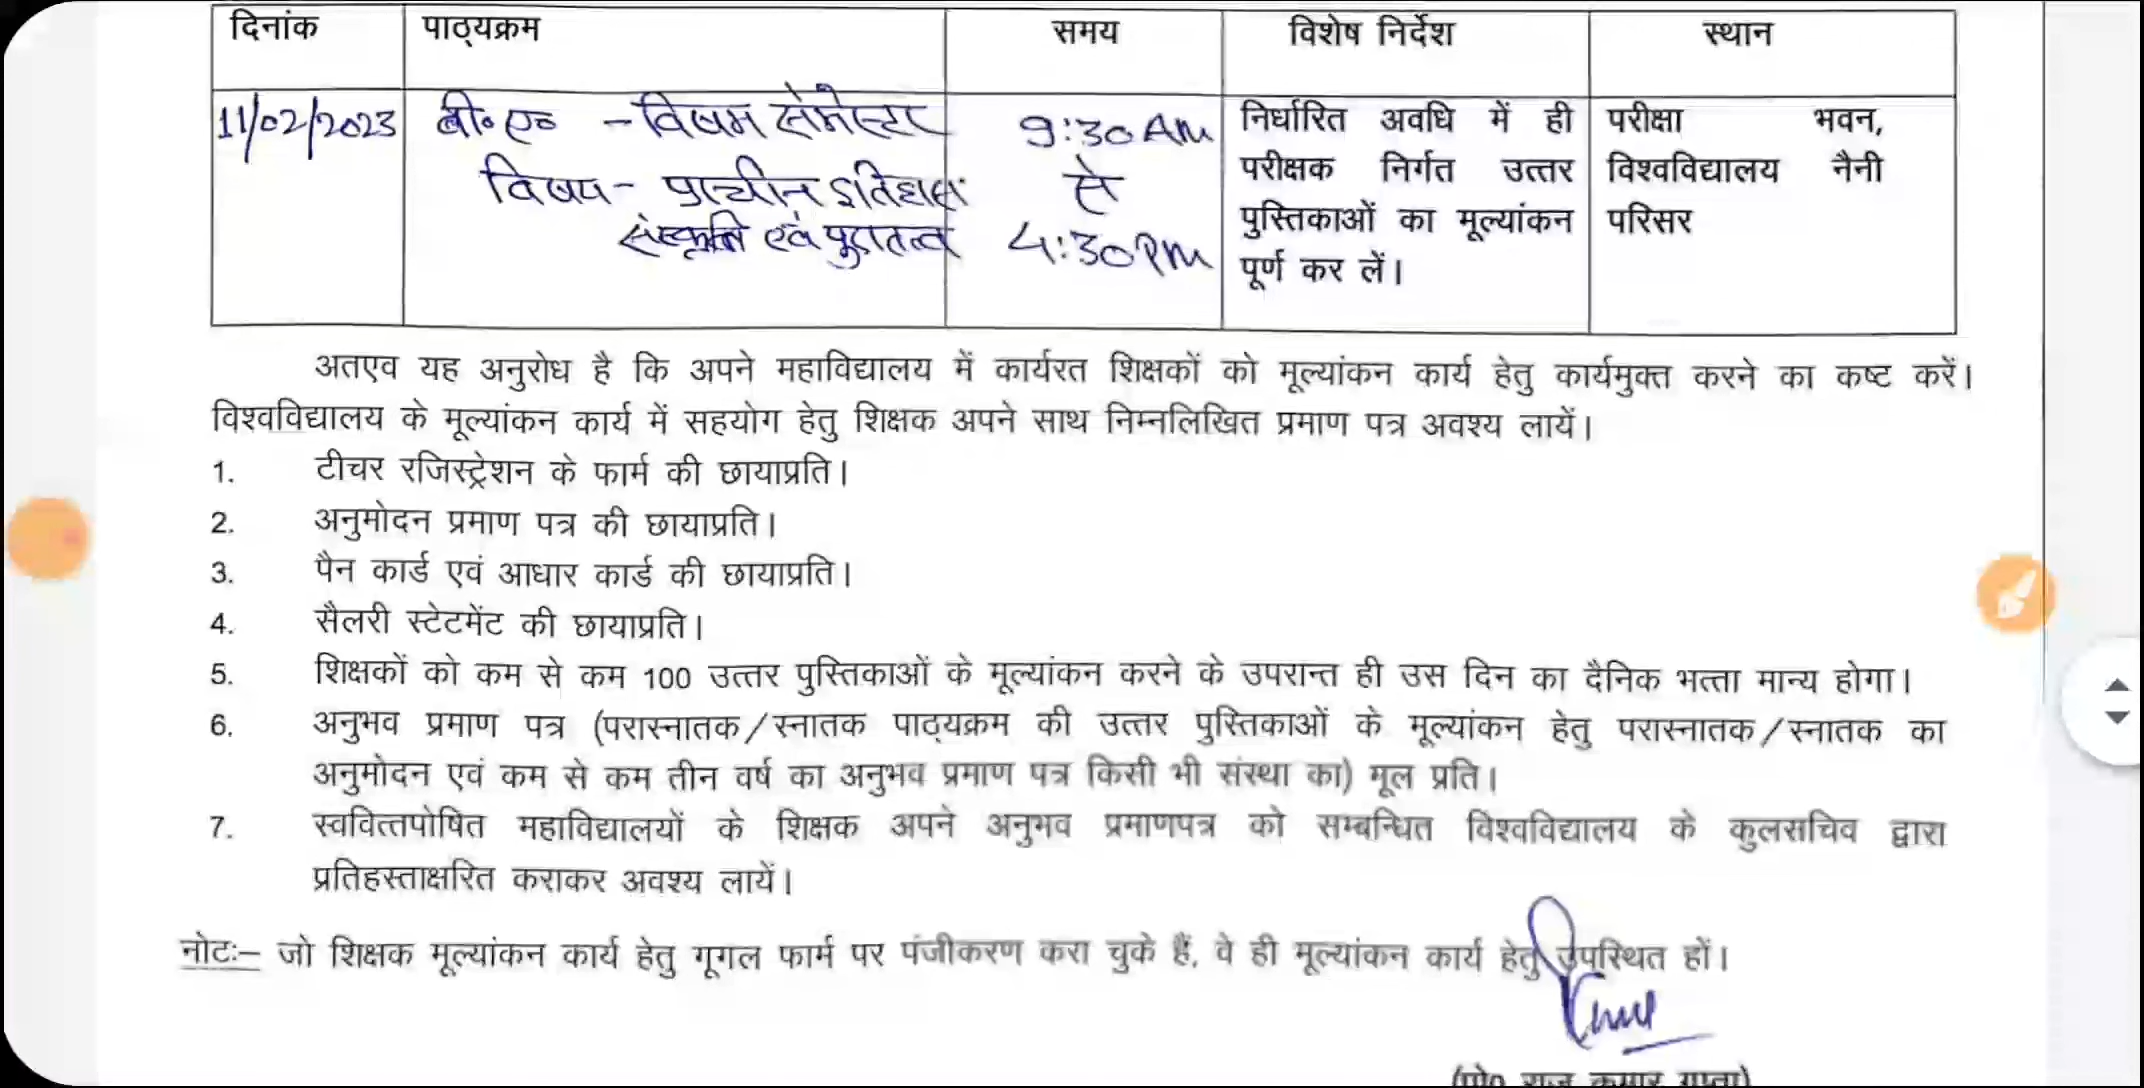 दिनांक पाठ्यक्रम समय विशेष निर्देश स्थान
11/02/2023 बी०ए० - विषम सेमेस्टर 9:30 AM निर्धारित अवधि में ही परीक्षा भवन,
विषय- प्राचीन इतिहास से परीक्षक निर्गत उत्तर विश्वविद्यालय नैनी
संस्कृति एवं पुरातत्व 4:30 PM पुस्तिकाओं का मूल्यांकन परिसर
पूर्ण कर लें।
अतएव यह अनुरोध है कि अपने महाविद्यालय में कार्यरत शिक्षकों को मूल्यांकन कार्य हेतु कार्यमुक्त करने का कष्ट करें।
विश्वविद्यालय के मूल्यांकन कार्य में सहयोग हेतु शिक्षक अपने साथ निम्नलिखित प्रमाण पत्र अवश्य लायें।
1. टीचर रजिस्ट्रेशन के फार्म की छायाप्रति।
2. अनुमोदन प्रमाण पत्र की छायाप्रति।
3. पैन कार्ड एवं आधार कार्ड की छायाप्रति।
4. सैलरी स्टेटमेंट की छायाप्रति।
5. शिक्षकों को कम से कम 100 उत्तर पुस्तिकाओं के मूल्यांकन करने के उपरान्त ही उस दिन का दैनिक भत्ता मान्य होगा।
6. अनुभव प्रमाण पत्र (परास्नातक/स्नातक पाठ्यक्रम की उत्तर पुस्तिकाओं के मूल्यांकन हेतु परास्नातक/स्नातक का
अनुमोदन एवं कम से कम तीन वर्ष का अनुभव प्रमाण पत्र किसी भी संस्था का) मूल प्रति।
7. स्ववित्तपोषित महाविद्यालयों के शिक्षक अपने अनुभव प्रमाणपत्र को सम्बन्धित विश्वविद्यालय के कुलसचिव द्वारा
प्रतिहस्ताक्षरित कराकर अवश्य लायें।
नोटः– जो शिक्षक मूल्यांकन कार्य हेतु गूगल फार्म पर पंजीकरण करा चुके हैं, वे ही मूल्यांकन कार्य हेतु उपस्थित हों।
(प्रो० राज कुमार गुप्ता)